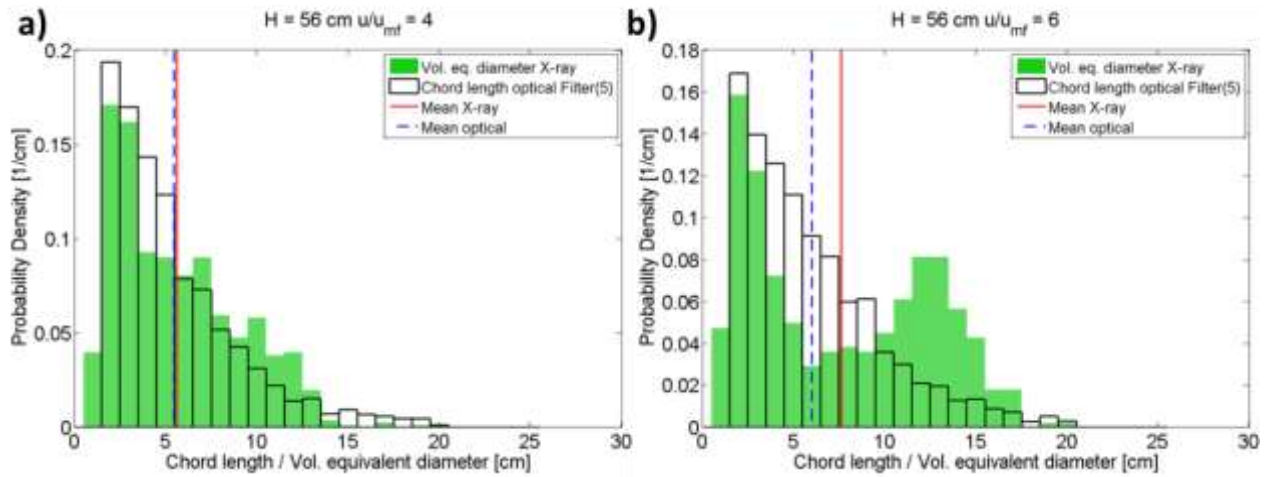 a)
H = 56 cm u/umf = 4
Probability Density [1/cm]
0.2
0.15
0.1
0.05
0
Vol. eq. diameter X-ray
Chord length optical Filter(5)
Mean X-ray
Mean optical
0 5 10 15 20 25 30
Chord length / Vol. equivalent diameter [cm]
b)
H = 56 cm u/umf = 6
Probability Density [1/cm]
0.18
0.16
0.14
0.12
0.1
0.08
0.06
0.04
0.02
0
Vol. eq. diameter X-ray
Chord length optical Filter(5)
Mean X-ray
Mean optical
0 5 10 15 20 25 30
Chord length / Vol. equivalent diameter [cm]